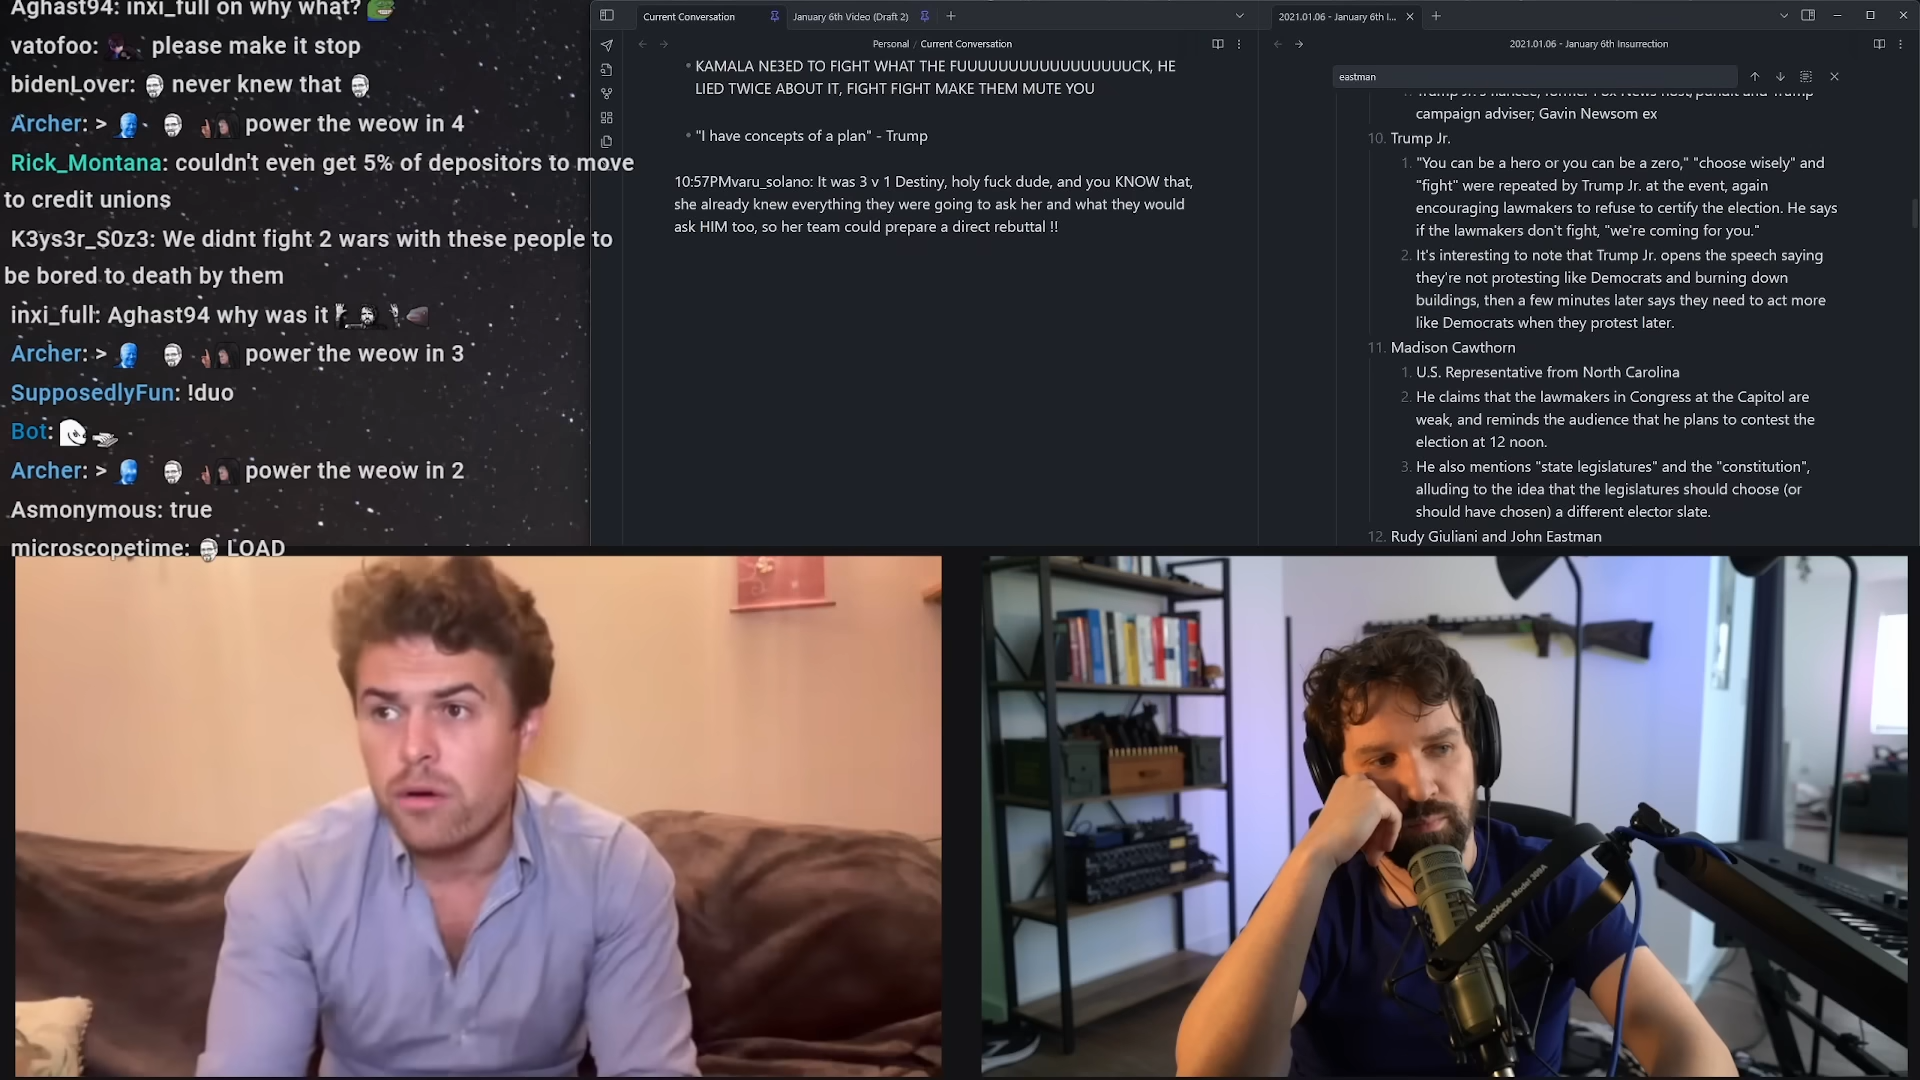 Aghast94: inxi_full on why what?
vatofoo: please make it stop
bidenLover: never knew that
Archer: > power the weow in 4
Rick_Montana: couldn't even get 5% of depositors to move
to credit unions
K3ys3r_S0z3: We didnt fight 2 wars with these people to
be bored to death by them
inxi_full: Aghast94 why was it
Archer: > power the weow in 3
SupposedlyFun: !duo
Bot:
Archer: > power the weow in 2
Asmonymous: true
microscopetime: LOAD
Current Conversation
January 6th Video (Draft 2)
Personal / Current Conversation
• KAMALA NE3ED TO FIGHT WHAT THE FUUUUUUUUUUUUUUUUUCK, HE
LIED TWICE ABOUT IT, FIGHT FIGHT MAKE THEM MUTE YOU
• "I have concepts of a plan" - Trump
10:57PMvaru_solano: It was 3 v 1 Destiny, holy fuck dude, and you KNOW that,
she already knew everything they were going to ask her and what they would
ask HIM too, so her team could prepare a direct rebuttal !!
2021.01.06 - January 6th I...
2021.01.06 - January 6th Insurrection
eastman
1. Trump Jr.'s fiancée, former Fox News host, pundit and Trump
campaign adviser; Gavin Newsom ex
10. Trump Jr.
1. "You can be a hero or you can be a zero," "choose wisely" and
"fight" were repeated by Trump Jr. at the event, again
encouraging lawmakers to refuse to certify the election. He says
if the lawmakers don't fight, "we're coming for you."
2. It's interesting to note that Trump Jr. opens the speech saying
they're not protesting like Democrats and burning down
buildings, then a few minutes later says they need to act more
like Democrats when they protest later.
11. Madison Cawthorn
1. U.S. Representative from North Carolina
2. He claims that the lawmakers in Congress at the Capitol are
weak, and reminds the audience that he plans to contest the
election at 12 noon.
3. He also mentions "state legislatures" and the "constitution",
alluding to the idea that the legislatures should choose (or
should have chosen) a different elector slate.
12. Rudy Giuliani and John Eastman